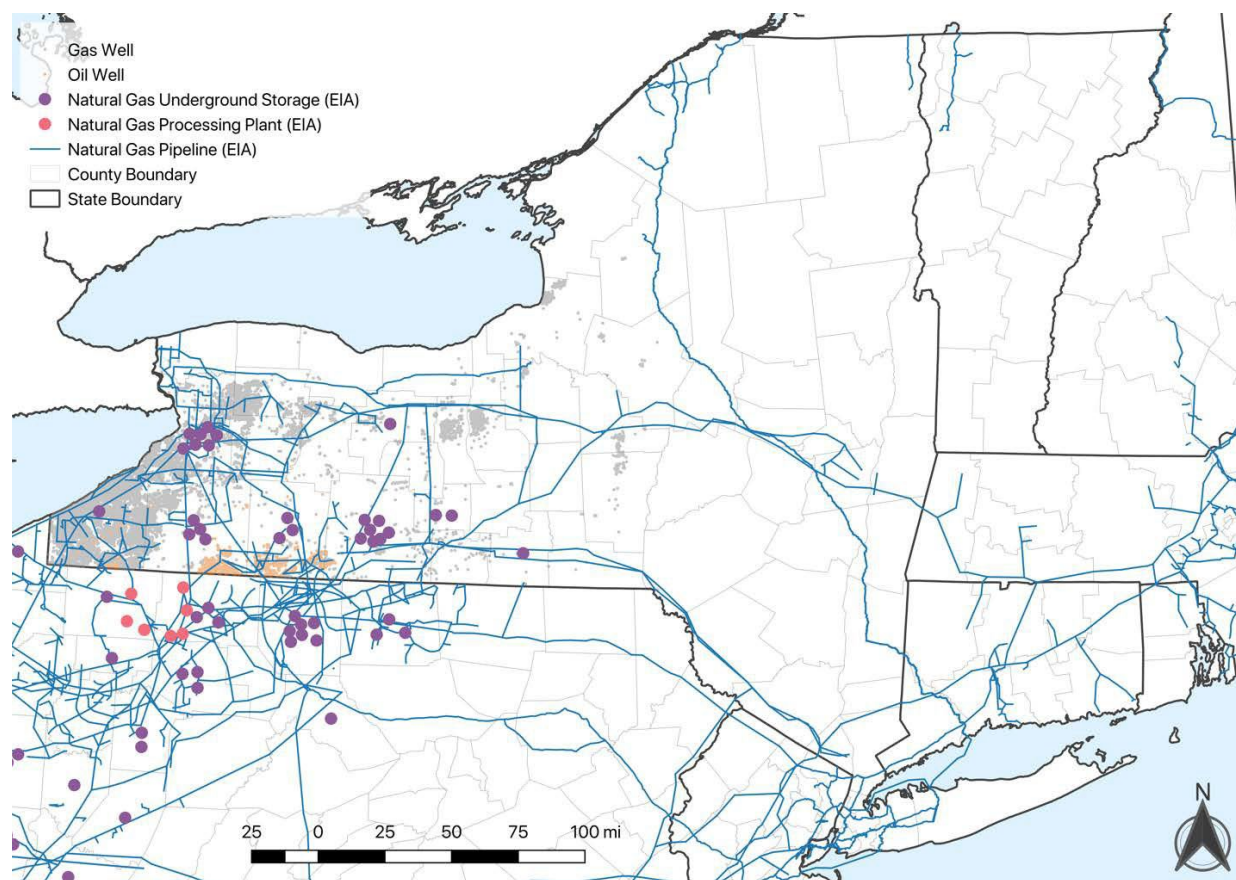 Gas Well
Oil Well
Natural Gas Underground Storage (EIA)
Natural Gas Processing Plant (EIA)
Natural Gas Pipeline (EIA)
County Boundary
State Boundary
N
25 0 25 50 75 100 mi